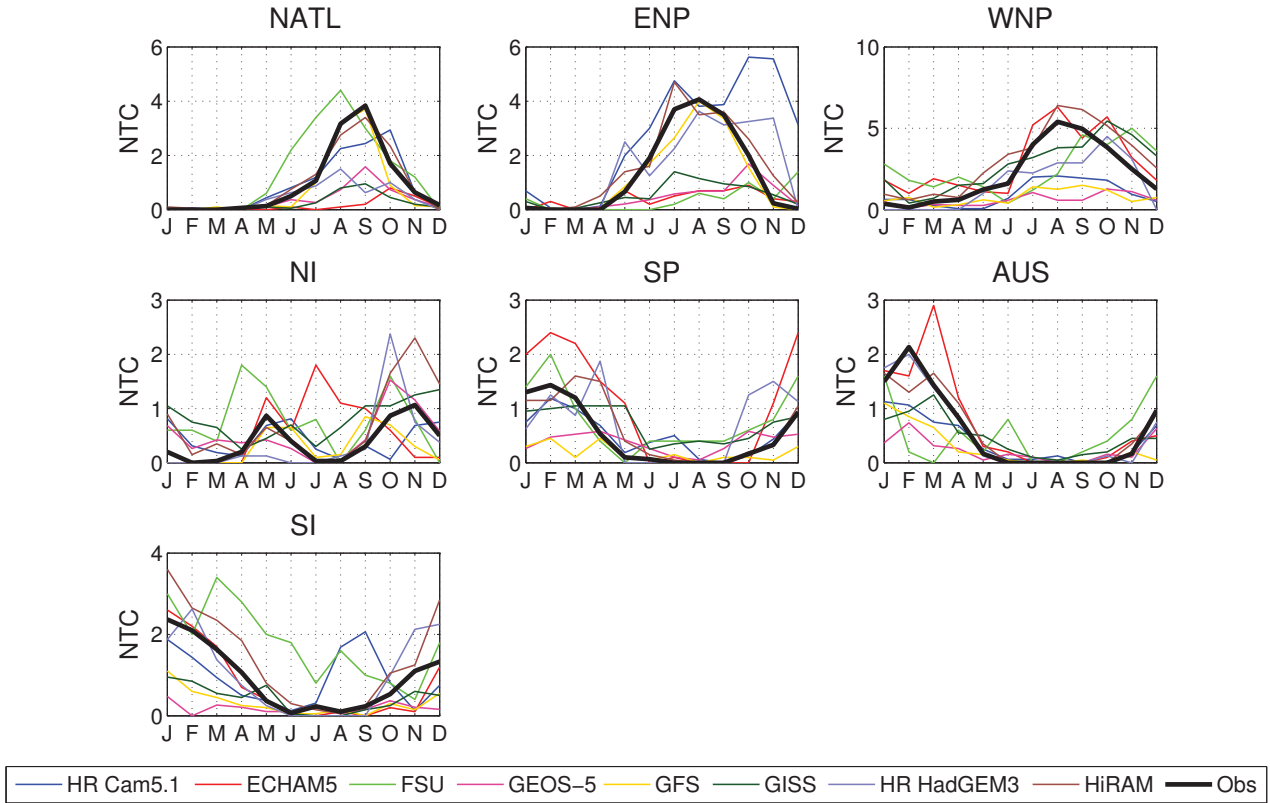 NATL ENP WNP
NTC
6
4
2
0
J F M A M J J A S O N D
NTC
6
4
2
0
J F M A M J J A S O N D
NTC
10
5
0
J F M A M J J A S O N D
NI SP AUS
NTC
3
2
1
0
J F M A M J J A S O N D
NTC
3
2
1
0
J F M A M J J A S O N D
NTC
3
2
1
0
J F M A M J J A S O N D
SI
NTC
4
2
0
J F M A M J J A S O N D
HR Cam5.1 ECHAM5 FSU GEOS-5 GFS GISS HR HadGEM3 HiRAM Obs